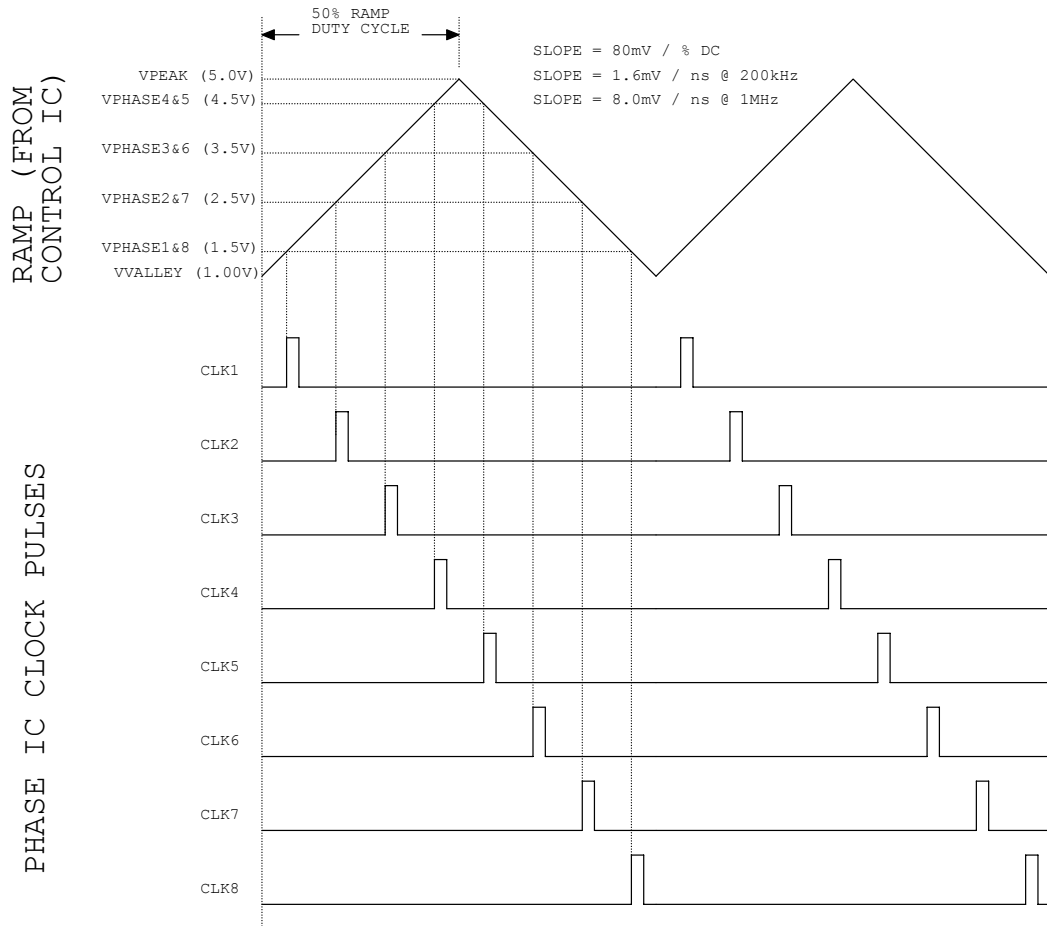 50% RAMP
DUTY CYCLE
SLOPE = 80mV / % DC
SLOPE = 1.6mV / ns @ 200kHz
SLOPE = 8.0mV / ns @ 1MHz
RAMP (FROM
CONTROL IC)
VPEAK (5.0V)
VPHASE4&5 (4.5V)
VPHASE3&6 (3.5V)
VPHASE2&7 (2.5V)
VPHASE1&8 (1.5V)
VVALLEY (1.00V)
PHASE IC CLOCK PULSES
CLK1
CLK2
CLK3
CLK4
CLK5
CLK6
CLK7
CLK8